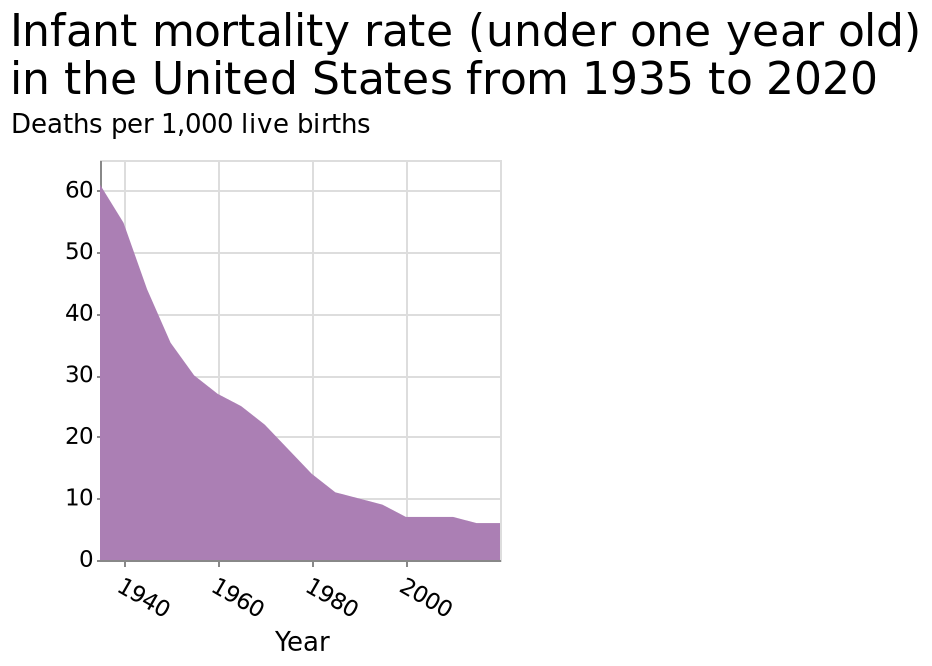 Infant mortality rate (under one year old)
in the United States from 1935 to 2020
Deaths per 1,000 live births
60
50
40
30
20
10
0
1940 1960 1980 2000
Year